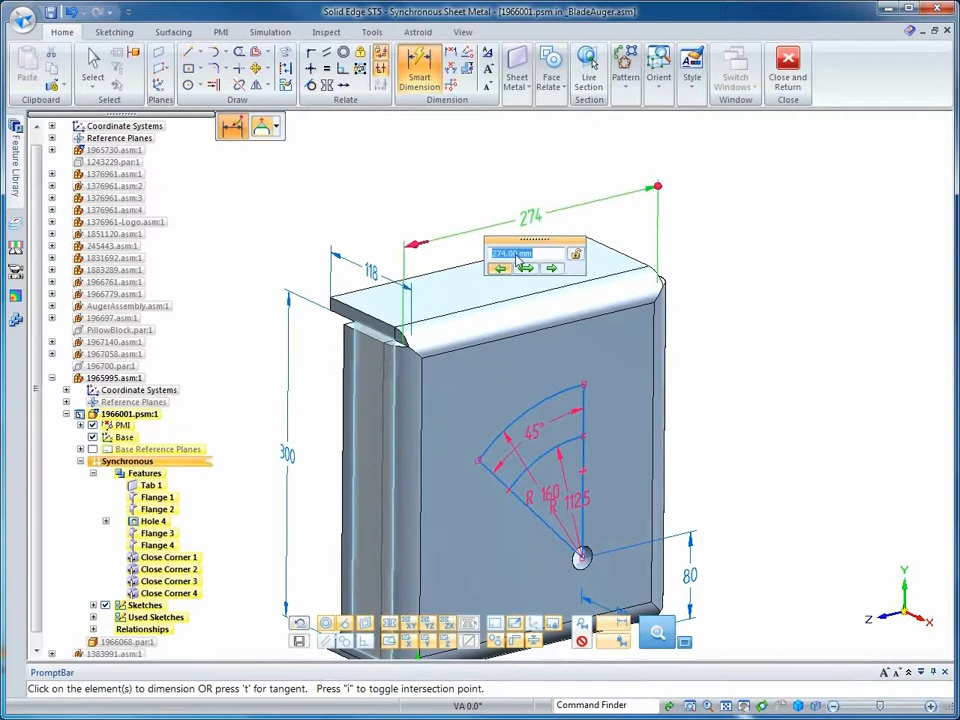 Solid Edge ST5 - Synchronous Sheet Metal - [1966001.psm in _BladeAuger.asm]
Home Sketching Surfacing PMI Simulation Inspect Tools Astroid View
Paste Select Smart Dimension Sheet Metal Face Relate Live Section Pattern Orient Style Switch Windows Close and Return
Clipboard Select Planes Draw Relate Dimension Section Window Close
Feature Library
Coordinate Systems
Reference Planes
1965730.asm:1
1243229.par:1
1376961.asm:1
1376961.asm:2
1376961.asm:3
1376961.asm:4
1376961-Logo.asm:1
1851120.asm:1
245443.asm:1
1831692.asm:1
1883289.asm:1
1966766.asm:1
1966779.asm:1
AugerAssembly.asm:1
196697.asm:1
PillowBlock.par:1
1967140.asm:1
1967058.asm:1
196700.par:1
1965995.asm:1
Coordinate Systems
Reference Planes
1966001.psm:1
PMI
Base
Base Reference Planes
Synchronous
Features
Tab 1
Flange 1
Flange 2
Hole 4
Flange 3
Flange 4
Close Corner 1
Close Corner 2
Close Corner 3
Close Corner 4
Sketches
Used Sketches
Relationships
1966068.par:1
1383991.asm:1
274
274.00 mm
118
300
45°
R 160
R 112,5
80
Y
Z
X
PromptBar
Click on the element(s) to dimension OR press 't' for tangent. Press "i" to toggle intersection point.
VA 0.0°
Command Finder